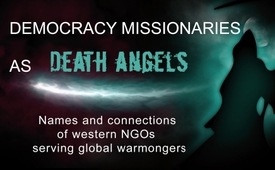 DEMOCRACY MISSIONARIES
AS DEATH ANGELS
Names and connections
of western NGOs
serving global warmongers